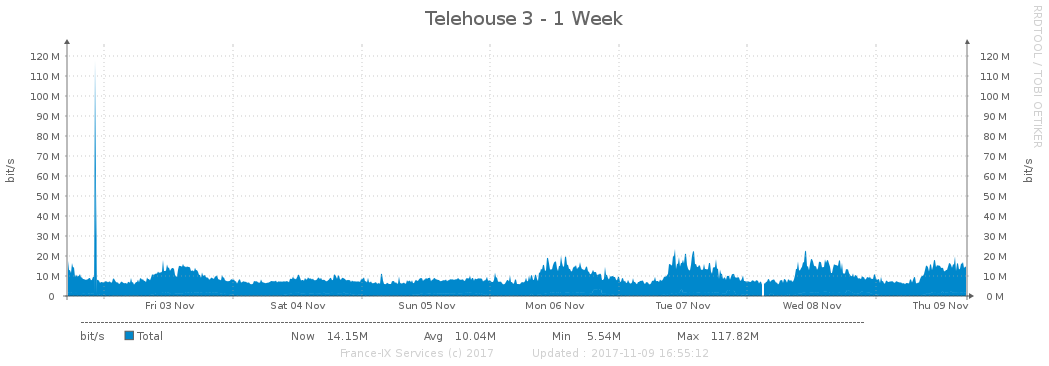 Telehouse 3 - 1 Week
RRDTOOL / TOBI OETIKER
bit/s
bit/s
120 M 120 M
110 M 110 M
100 M 100 M
90 M 90 M
80 M 80 M
70 M 70 M
60 M 60 M
50 M 50 M
40 M 40 M
30 M 30 M
20 M 20 M
10 M 10 M
0 0 M
Fri 03 Nov Sat 04 Nov Sun 05 Nov Mon 06 Nov Tue 07 Nov Wed 08 Nov Thu 09 Nov
bit/s Total Now 14.15M Avg 10.04M Min 5.54M Max 117.82M
France-IX Services (c) 2017 Updated : 2017-11-09 16:55:12